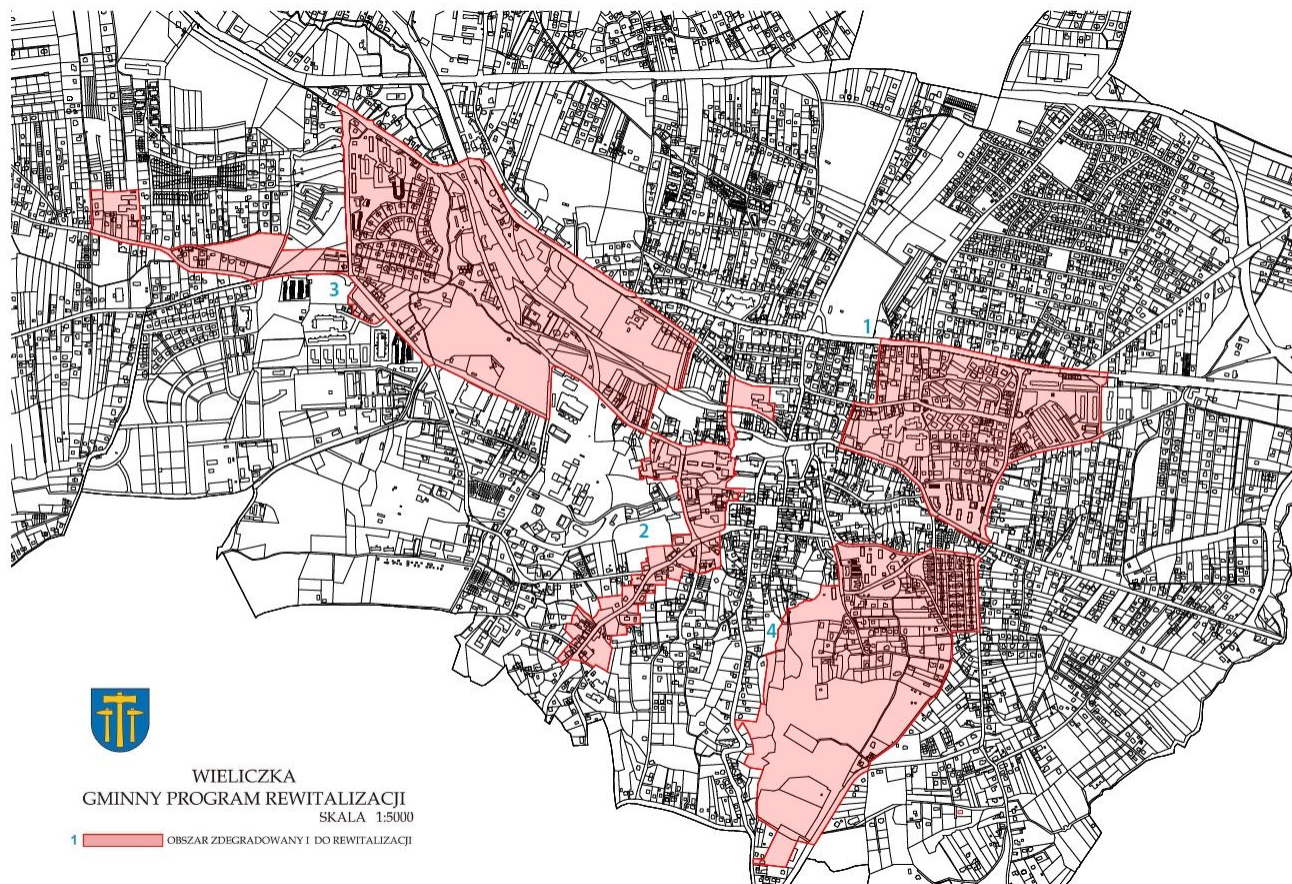 1
3
2
4
WIELICZKA
GMINNY PROGRAM REWITALIZACJI
SKALA 1:5000
1 OBSZAR ZDEGRADOWANY I DO REWITALIZACJI